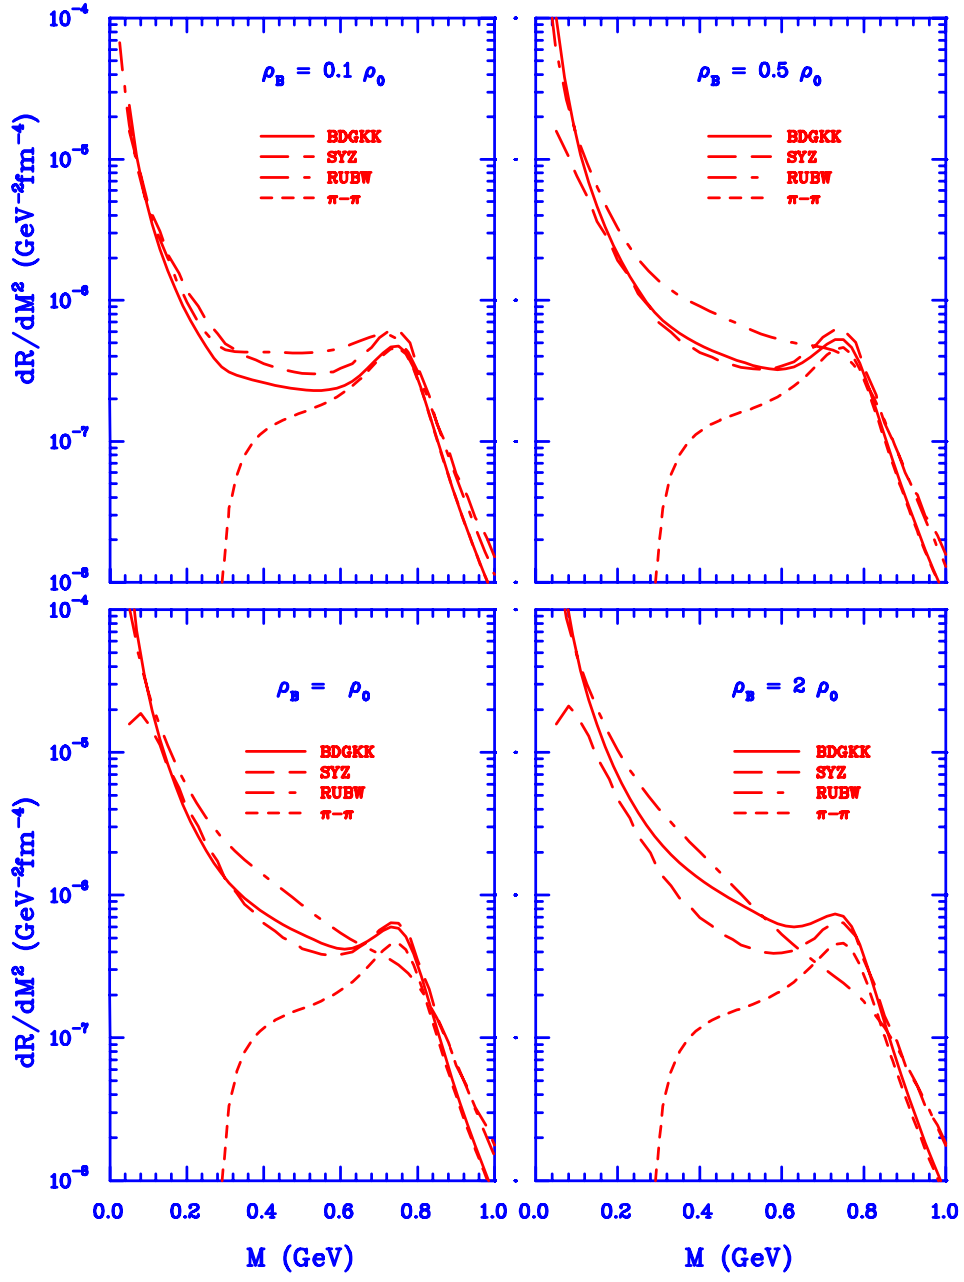 10⁻⁴
ρ_B = 0.1 ρ_0
ρ_B = 0.5 ρ_0
BDGKK
SYZ
RUBW
π-π
BDGKK
SYZ
RUBW
π-π
10⁻⁵
10⁻⁶
10⁻⁷
10⁻⁸
dR/dM² (GeV⁻²fm⁻⁴)
10⁻⁴
ρ_B = ρ_0
ρ_B = 2 ρ_0
BDGKK
SYZ
RUBW
π-π
BDGKK
SYZ
RUBW
π-π
10⁻⁵
10⁻⁶
10⁻⁷
10⁻⁸
dR/dM² (GeV⁻²fm⁻⁴)
0.0 0.2 0.4 0.6 0.8 1.0 0.0 0.2 0.4 0.6 0.8 1.0
M (GeV) M (GeV)